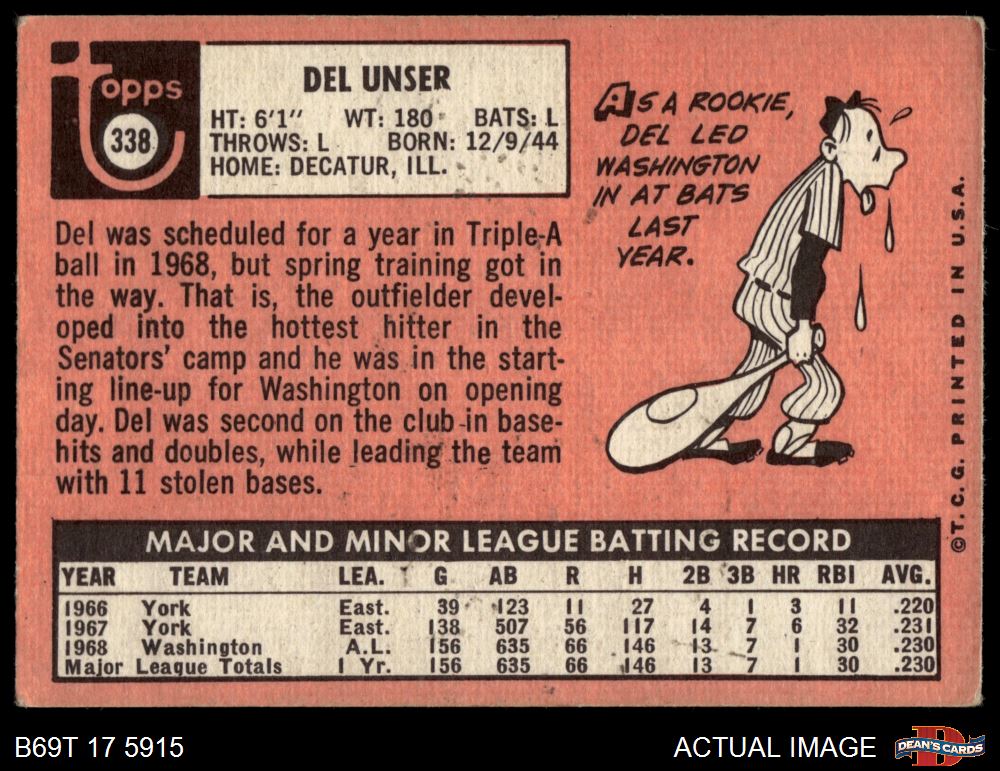 topps
338
DEL UNSER
HT: 6'1" WT: 180 BATS: L
THROWS: L BORN: 12/9/44
HOME: DECATUR, ILL.
Del was scheduled for a year in Triple-A
ball in 1968, but spring training got in
the way. That is, the outfielder devel-
oped into the hottest hitter in the
Senators' camp and he was in the start-
ing line-up for Washington on opening
day. Del was second on the club in base-
hits and doubles, while leading the team
with 11 stolen bases.
AS A ROOKIE,
DEL LED
WASHINGTON
IN AT BATS
LAST
YEAR.
© T. C. G. PRINTED IN U.S.A.
MAJOR AND MINOR LEAGUE BATTING RECORD
YEAR TEAM LEA. G AB R H 2B 3B HR RBI AVG.
1966 York East. 39 123 11 27 4 1 3 11 .220
1967 York East. 138 507 56 117 14 7 6 32 .231
1968 Washington A.L. 156 635 66 146 13 7 1 30 .230
Major League Totals 1 Yr. 156 635 66 146 13 7 1 30 .230
B69T 17 5915
ACTUAL IMAGE
D
DEAN'S CARDS